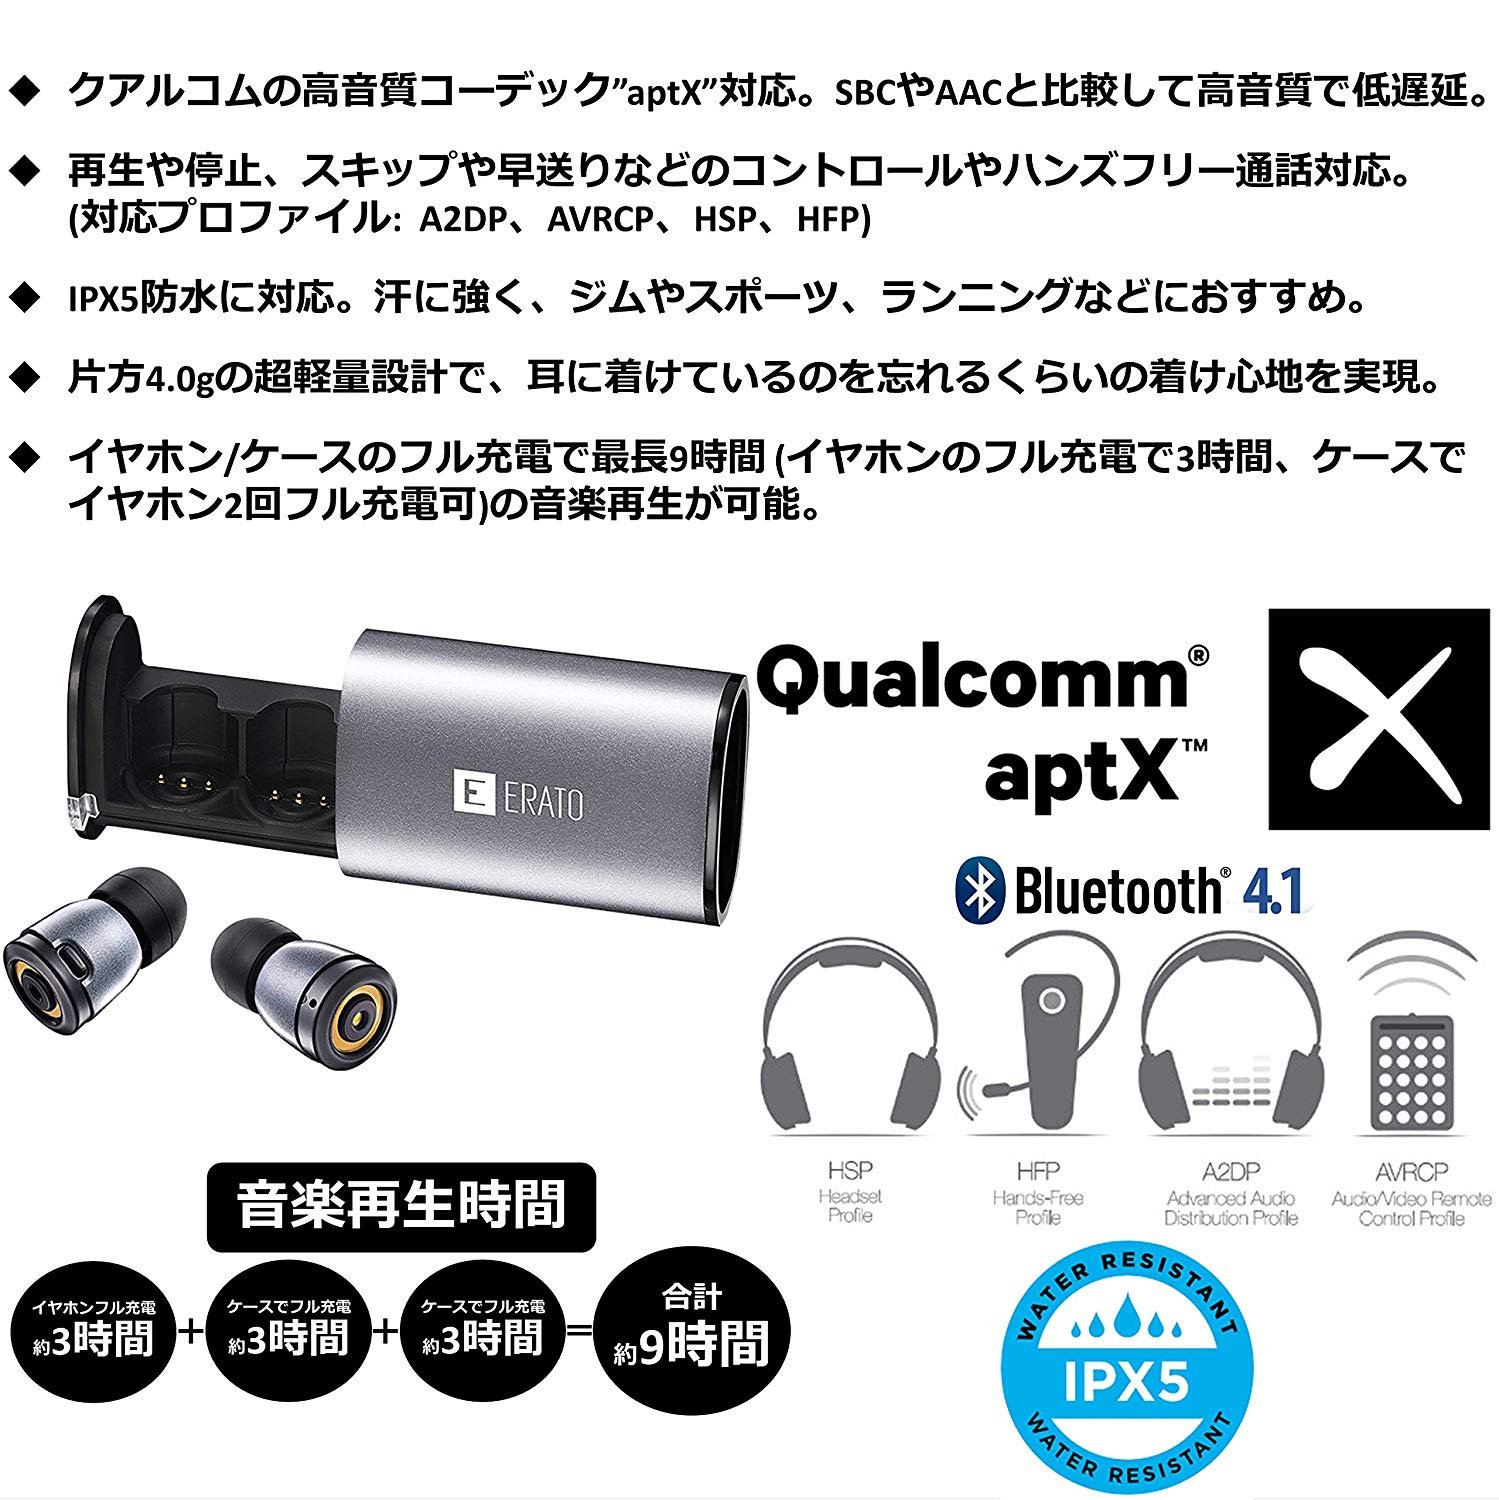 ◆ クアルコムの高音質コーデック”aptX”対応。SBCやAACと比較して高音質で低遅延。
◆ 再生や停止、スキップや早送りなどのコントロールやハンズフリー通話対応。
(対応プロファイル: A2DP、AVRCP、HSP、HFP)
◆ IPX5防水に対応。汗に強く、ジムやスポーツ、ランニングなどにおすすめ。
◆ 片方4.0gの超軽量設計で、耳に着けているのを忘れるくらいの着け心地を実現。
◆ イヤホン/ケースのフル充電で最長9時間 (イヤホンのフル充電で3時間、ケースで
イヤホン2回フル充電可)の音楽再生が可能。
E ERATO
Qualcomm®
aptX™
Bluetooth® 4.1
HSP
Headset
Profile
HFP
Hands-Free
Profile
A2DP
Advanced Audio
Distribution Profile
AVRCP
Audio/Video Remote
Control Profile
音楽再生時間
イヤホンフル充電
約3時間
+
ケースでフル充電
約3時間
+
ケースでフル充電
約3時間
=
合計
約9時間
WATER RESISTANT
IPX5
WATER RESISTANT